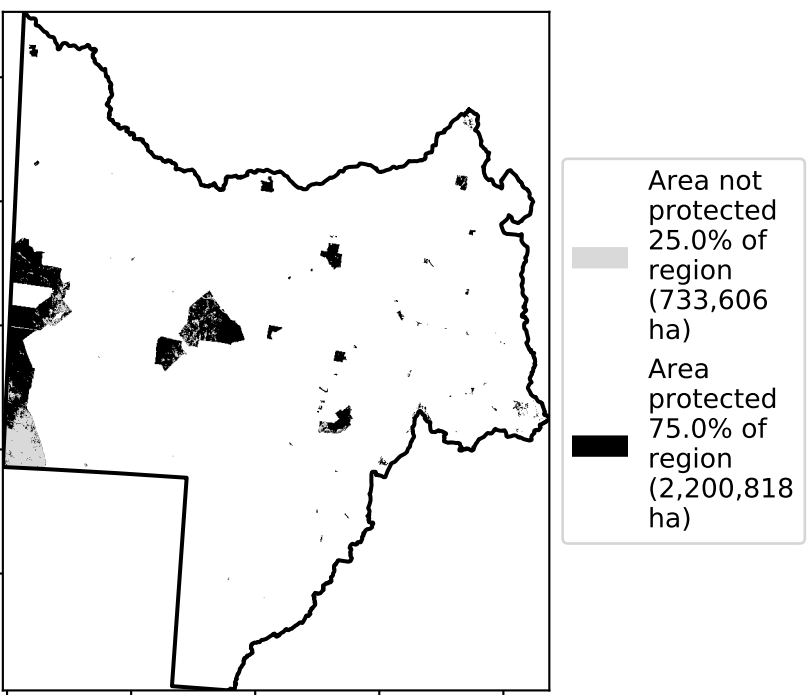 Area not
protected
25.0% of
region
(733,606
ha)
Area
protected
75.0% of
region
(2,200,818
ha)